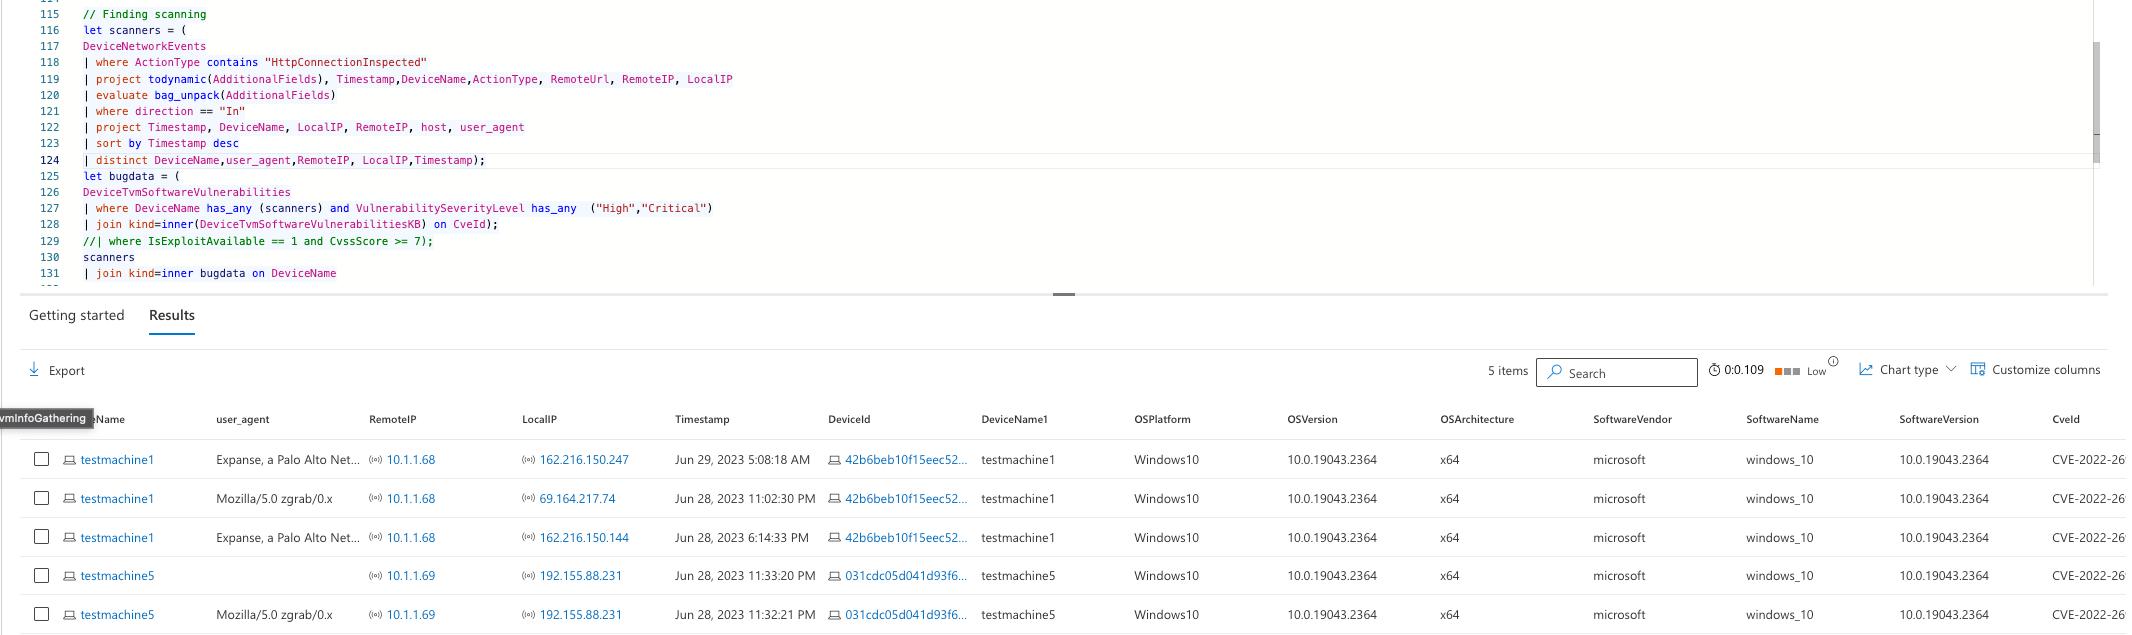 115 // Finding scanning
116 let scanners = (
117 DeviceNetworkEvents
118 | where ActionType contains "HttpConnectionInspected"
119 | project todynamic(AdditionalFields), Timestamp,DeviceName,ActionType, RemoteUrl, RemoteIP, LocalIP
120 | evaluate bag_unpack(AdditionalFields)
121 | where direction == "In"
122 | project Timestamp, DeviceName, LocalIP, RemoteIP, host, user_agent
123 | sort by Timestamp desc
124 | distinct DeviceName,user_agent,RemoteIP, LocalIP,Timestamp);
125 let bugdata = (
126 DeviceTvmSoftwareVulnerabilities
127 | where DeviceName has_any (scanners) and VulnerabilitySeverityLevel has_any  ("High","Critical")
128 | join kind=inner(DeviceTvmSoftwareVulnerabilitiesKB) on CveId);
129 //| where IsExploitAvailable == 1 and CvssScore >= 7);
130 scanners
131 | join kind=inner bugdata on DeviceName
Getting started Results
Export 5 items Search 0:0.109 Low Chart type Customize columns
vmInfoGathering eName user_agent RemoteIP LocalIP Timestamp DeviceId DeviceName1 OSPlatform OSVersion OSArchitecture SoftwareVendor SoftwareName SoftwareVersion CveId
testmachine1 Expanse, a Palo Alto Net... 10.1.1.68 162.216.150.247 Jun 29, 2023 5:08:18 AM 42b6beb10f15eec52... testmachine1 Windows10 10.0.19043.2364 x64 microsoft windows_10 10.0.19043.2364 CVE-2022-26
testmachine1 Mozilla/5.0 zgrab/0.x 10.1.1.68 69.164.217.74 Jun 28, 2023 11:02:30 PM 42b6beb10f15eec52... testmachine1 Windows10 10.0.19043.2364 x64 microsoft windows_10 10.0.19043.2364 CVE-2022-26
testmachine1 Expanse, a Palo Alto Net... 10.1.1.68 162.216.150.144 Jun 28, 2023 6:14:33 PM 42b6beb10f15eec52... testmachine1 Windows10 10.0.19043.2364 x64 microsoft windows_10 10.0.19043.2364 CVE-2022-26
testmachine5 10.1.1.69 192.155.88.231 Jun 28, 2023 11:33:20 PM 031cdc05d041d93f6... testmachine5 Windows10 10.0.19043.2364 x64 microsoft windows_10 10.0.19043.2364 CVE-2022-26
testmachine5 Mozilla/5.0 zgrab/0.x 10.1.1.69 192.155.88.231 Jun 28, 2023 11:32:21 PM 031cdc05d041d93f6... testmachine5 Windows10 10.0.19043.2364 x64 microsoft windows_10 10.0.19043.2364 CVE-2022-26